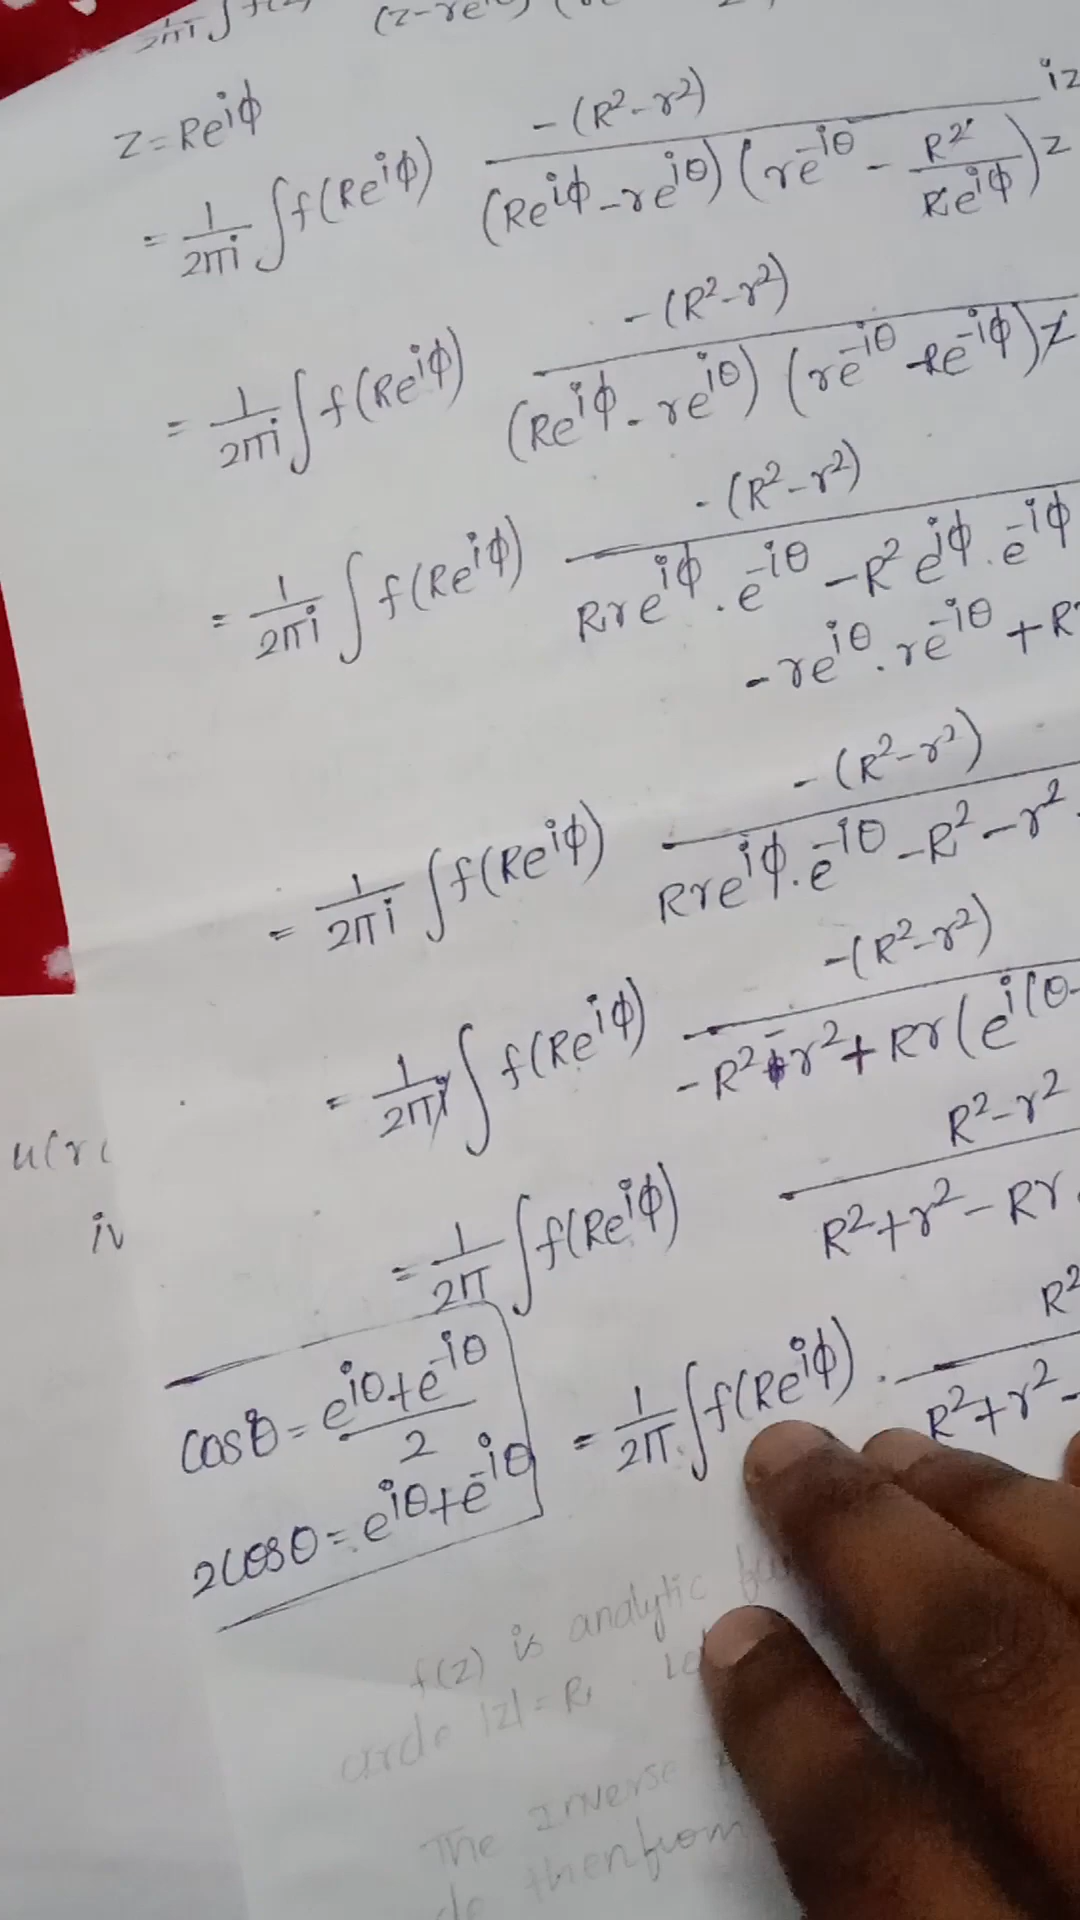 z = Re^{iφ}
= 1/2πi ∫ f(Re^{iφ}) -(R²-r²) / (Re^{iφ} - re^{iθ}) (re^{-iθ} - R²/Re^{iφ}) z iz
= 1/2πi ∫ f(Re^{iφ}) -(R²-r²) / (Re^{iφ} - re^{iθ}) (re^{-iθ} - Re^{-iφ}) z
= 1/2πi ∫ f(Re^{iφ}) -(R²-r²) / Rre^{iφ}.e^{-iθ} - R²e^{iφ}.e^{-iφ}
-re^{iθ}.re^{-iθ} + R
= 1/2πi ∫ f(Re^{iφ}) -(R²-r²) / Rre^{iφ}.e^{-iθ} - R² - r²
= 1/2πi ∫ f(Re^{iφ}) -(R²-r²) / -R² - r² + Rr(e^{i(θ-
= 1/2π ∫ f(Re^{iφ}) R²-r² / R²+r² - Rr
= 1/2π ∫ f(Re^{iφ}) . R² / R²+r² -
cosθ = e^{iθ}+e^{-iθ} / 2
2cosθ = e^{iθ}+e^{-iθ}
u(r,
iv
f(z) is analytic
circle |z|=R.
The inverse
then from